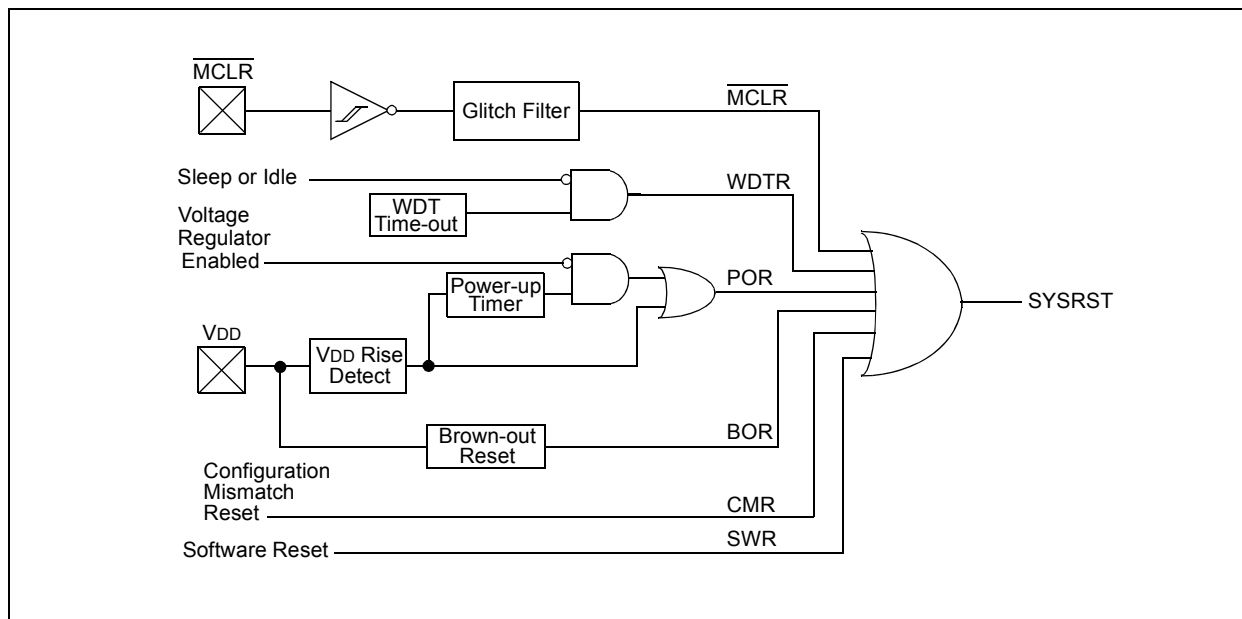 MCLR
Glitch Filter
MCLR
Sleep or Idle
WDT
Time-out
WDTR
Voltage
Regulator
Enabled
Power-up
Timer
POR
SYSRST
VDD
VDD Rise
Detect
Brown-out
Reset
BOR
Configuration
Mismatch
Reset
CMR
Software Reset
SWR